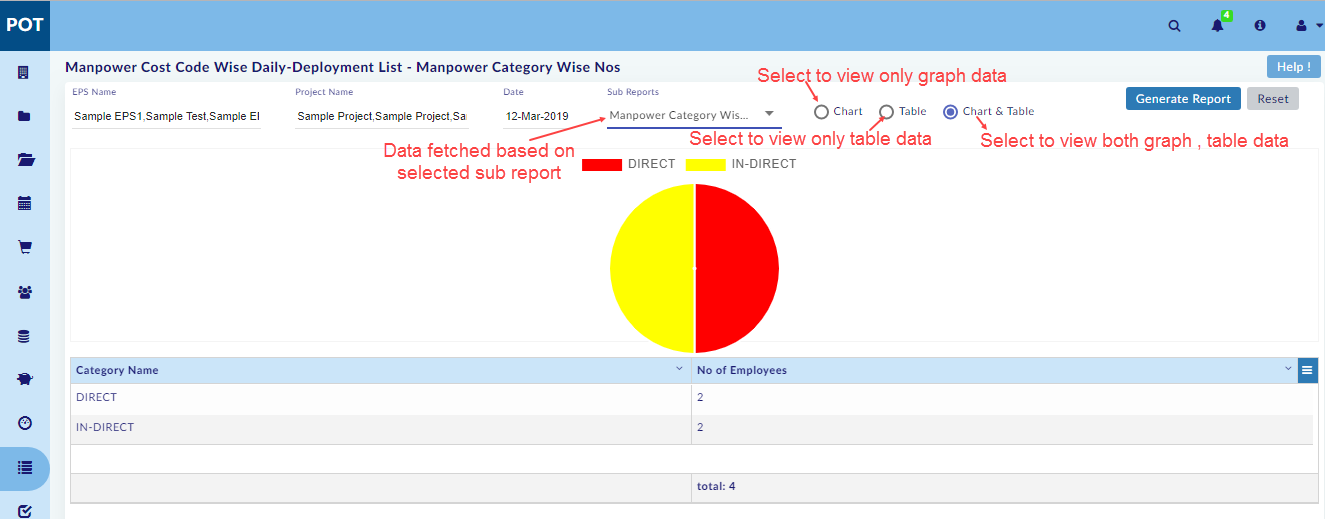 POT
4
Manpower Cost Code Wise Daily-Deployment List - Manpower Category Wise Nos
Help !
Select to view only graph data
EPS Name
Project Name
Date
Sub Reports
Sample EPS1,Sample Test,Sample El
Sample Project,Sample Project,Sa
12-Mar-2019
Manpower Category Wis...
Chart
Table
Chart & Table
Generate Report
Reset
Data fetched based on
selected sub report
Select to view only table data
Select to view both graph , table data
DIRECT
IN-DIRECT
Category Name
No of Employees
DIRECT
2
IN-DIRECT
2
total: 4